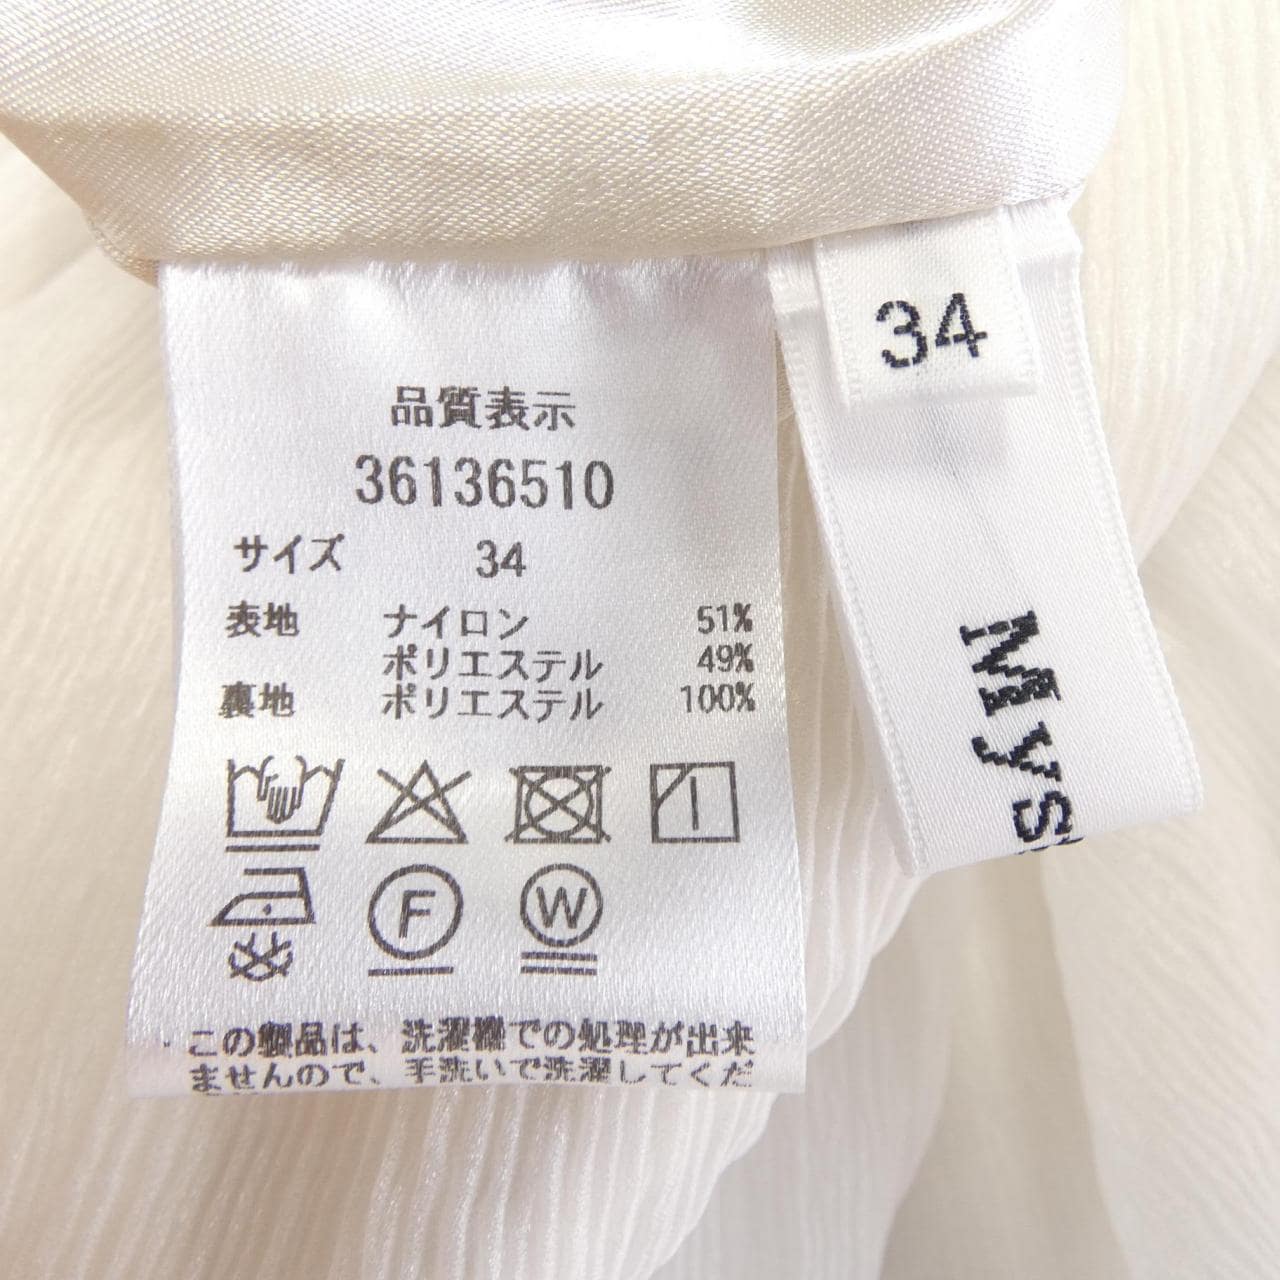 品質表示
36136510
サイズ 34
表地 ナイロン 51%
ポリエステル 49%
裏地 ポリエステル 100%
F
W
この製品は、洗濯機での処理が出来
ませんので、手洗いで洗濯してくだ
34
Mys